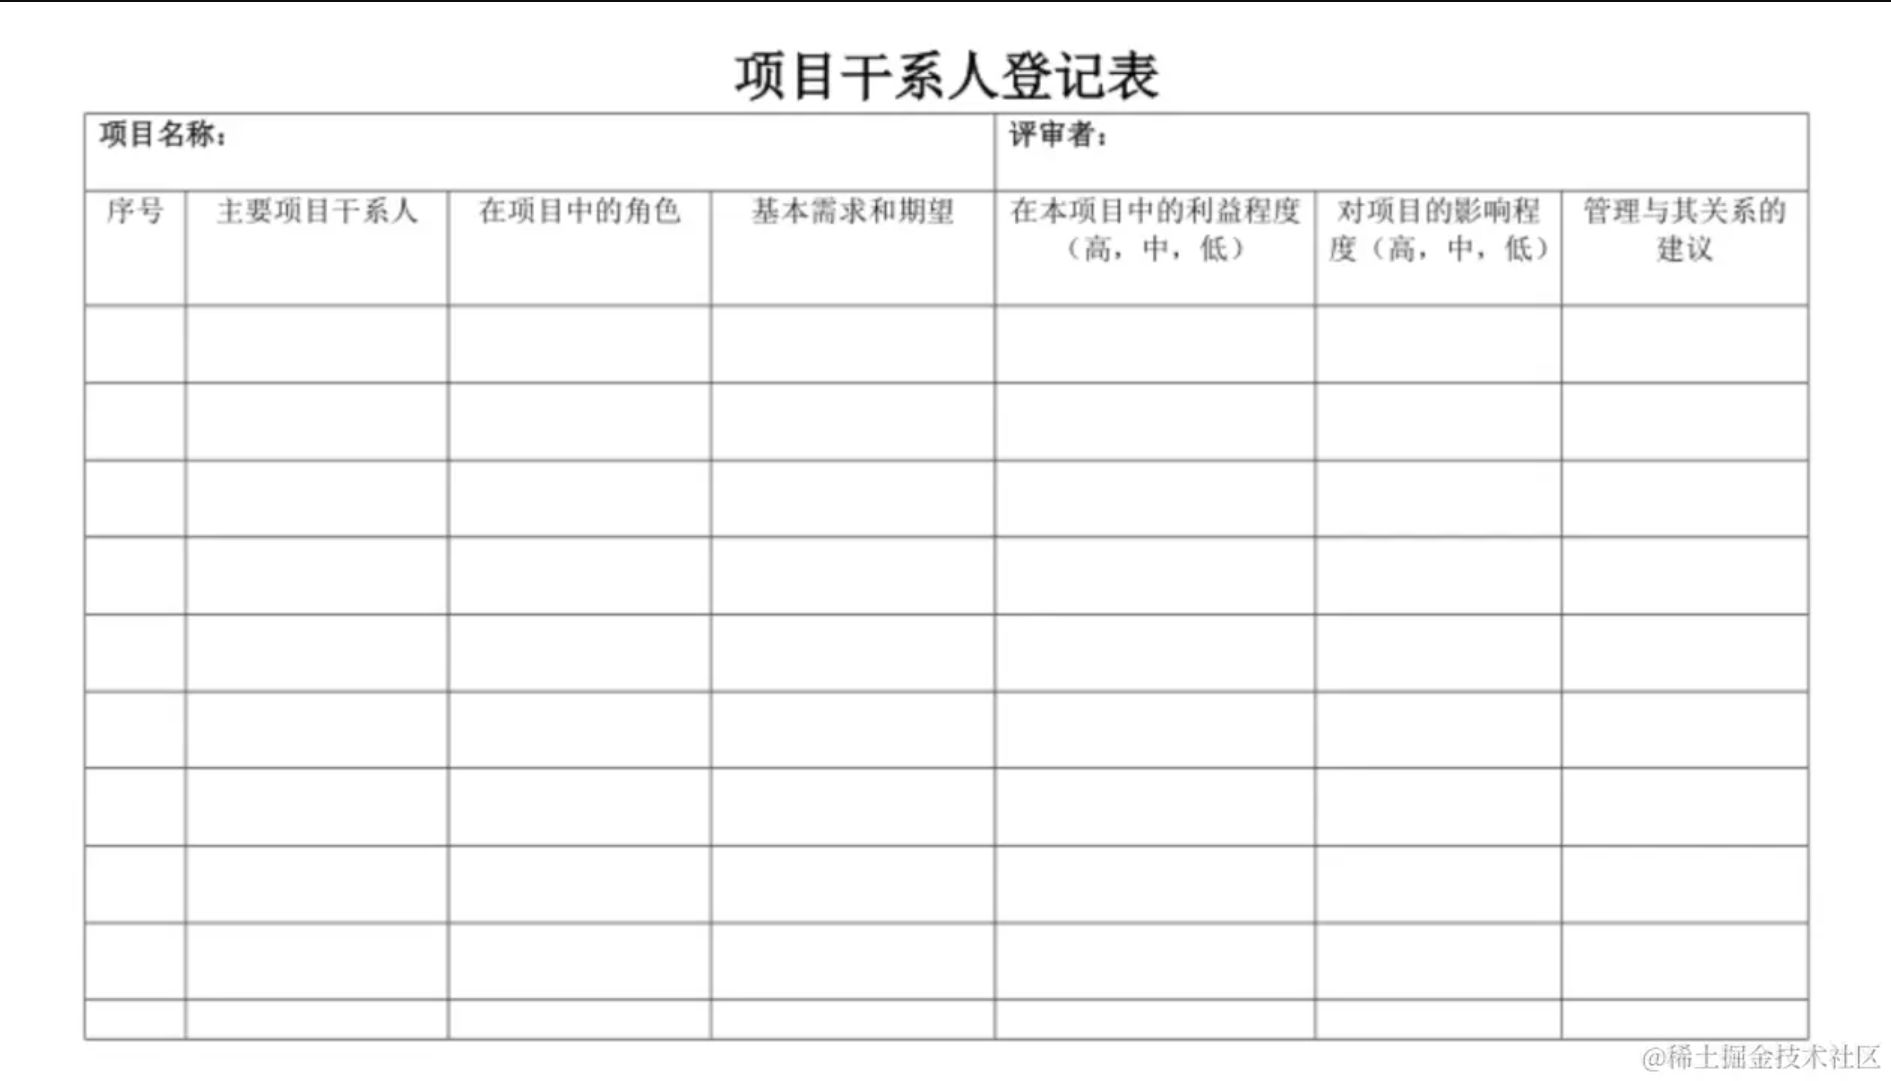 项目干系人登记表
项目名称：
评审者：
序号
主要项目干系人
在项目中的角色
基本需求和期望
在本项目中的利益程度
（高，中，低）
对项目的影响程
度（高，中，低）
管理与其关系的
建议
@稀土掘金技术社区